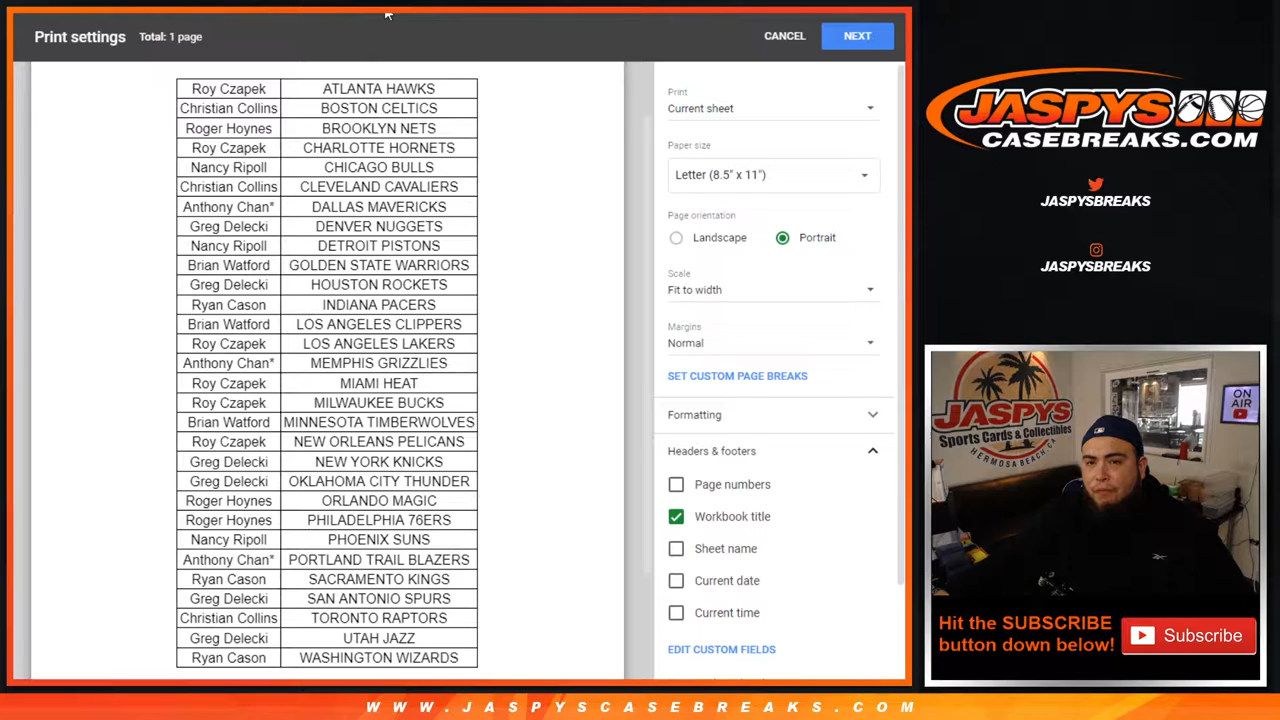 Print settings Total: 1 page CANCEL NEXT
Roy Czapek ATLANTA HAWKS
Christian Collins BOSTON CELTICS
Roger Hoynes BROOKLYN NETS
Roy Czapek CHARLOTTE HORNETS
Nancy Ripoll CHICAGO BULLS
Christian Collins CLEVELAND CAVALIERS
Anthony Chan* DALLAS MAVERICKS
Greg Delecki DENVER NUGGETS
Nancy Ripoll DETROIT PISTONS
Brian Watford GOLDEN STATE WARRIORS
Greg Delecki HOUSTON ROCKETS
Ryan Cason INDIANA PACERS
Brian Watford LOS ANGELES CLIPPERS
Roy Czapek LOS ANGELES LAKERS
Anthony Chan* MEMPHIS GRIZZLIES
Roy Czapek MIAMI HEAT
Roy Czapek MILWAUKEE BUCKS
Brian Watford MINNESOTA TIMBERWOLVES
Roy Czapek NEW ORLEANS PELICANS
Greg Delecki NEW YORK KNICKS
Greg Delecki OKLAHOMA CITY THUNDER
Roger Hoynes ORLANDO MAGIC
Roger Hoynes PHILADELPHIA 76ERS
Nancy Ripoll PHOENIX SUNS
Anthony Chan* PORTLAND TRAIL BLAZERS
Ryan Cason SACRAMENTO KINGS
Greg Delecki SAN ANTONIO SPURS
Christian Collins TORONTO RAPTORS
Greg Delecki UTAH JAZZ
Ryan Cason WASHINGTON WIZARDS
Print
Current sheet
Paper size
Letter (8.5" x 11")
Page orientation
Landscape Portrait
Scale
Fit to width
Margins
Normal
SET CUSTOM PAGE BREAKS
Formatting
Headers & footers
Page numbers
Workbook title
Sheet name
Current date
Current time
EDIT CUSTOM FIELDS
JASPYS
CASEBREAKS.COM
JASPYSBREAKS
JASPYSBREAKS
JASPYS
Sports Cards & Collectibles
HERMOSA BEACH, CA
ON
AIR
Hit the SUBSCRIBE
button down below!
Subscribe
WWW.JASPYSCASEBREAKS.COM